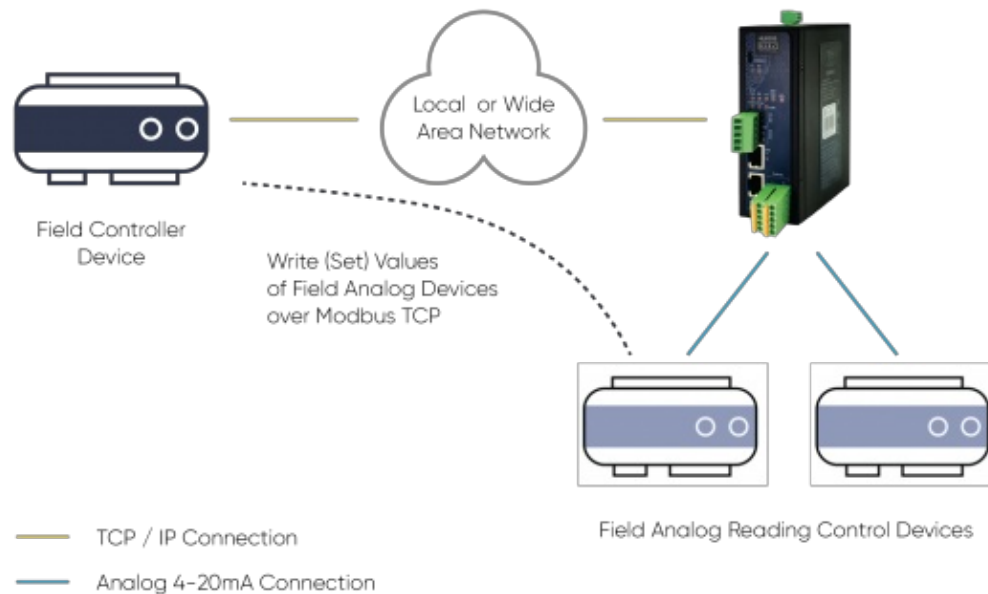 Local or Wide
Area Network
Field Controller
Device
Write (Set) Values
of Field Analog Devices
over Modbus TCP
Field Analog Reading Control Devices
TCP / IP Connection
Analog 4-20mA Connection